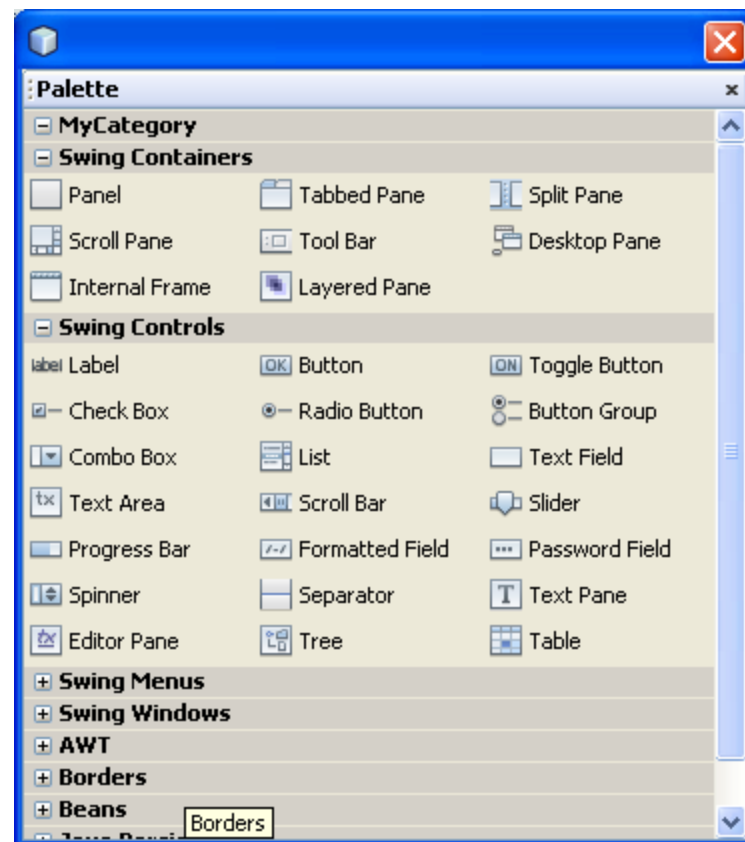 Palette
MyCategory
Swing Containers
Panel Tabbed Pane Split Pane
Scroll Pane Tool Bar Desktop Pane
Internal Frame Layered Pane
Swing Controls
label Label OK Button ON Toggle Button
Check Box Radio Button Button Group
Combo Box List Text Field
tx Text Area Scroll Bar Slider
Progress Bar Formatted Field Password Field
Spinner Separator T Text Pane
tx Editor Pane Tree Table
Swing Menus
Swing Windows
AWT
Borders
Beans
Borders